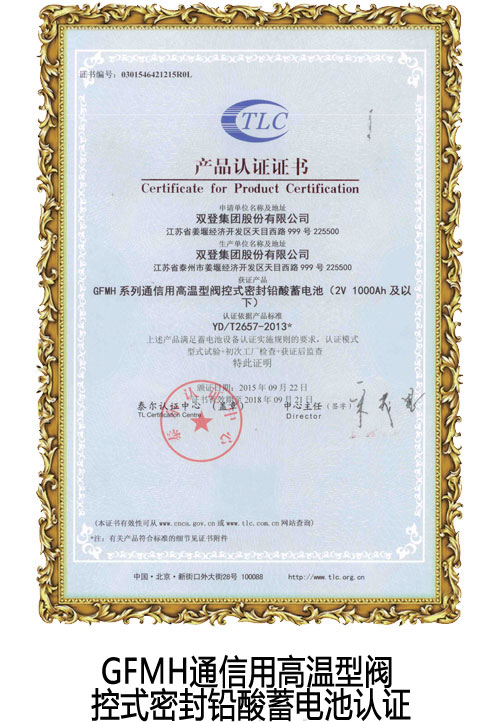 证书编号：0301546421215R0L
TLC
产品认证证书
Certificate for Product Certification
申请单位名称及地址
双登集团股份有限公司
江苏省姜堰经济开发区天目西路 999 号 225500
生产单位名称及地址
双登集团股份有限公司
江苏省泰州市姜堰经济开发区天目西路 999 号 225500
获证产品
GFMH 系列通信用高温型阀控式密封铅酸蓄电池（2V 1000Ah 及以
下）
认证依据产品标准
YD/T2657-2013*
上述产品满足蓄电池设备认证实施规则的要求，认证模式
型式试验+初次工厂检查+获证后监查
特此证明
颁证日期：2015 年 09 月 22 日
证书有效期至 2018 年 09 月 21 日
泰尔认证中心 （盖章） 中心主任（签字）
TL Certification Centre Director
(本证书有效性可从 www.cnca.gov.cn 或 www.tlc.com.cn 网站查询)
*注：有关产品符合标准的细节见证书附件
中国·北京·新街口外大街28号 100088 http://www.tlc.org.cn
GFMH通信用高温型阀
控式密封铅酸蓄电池认证